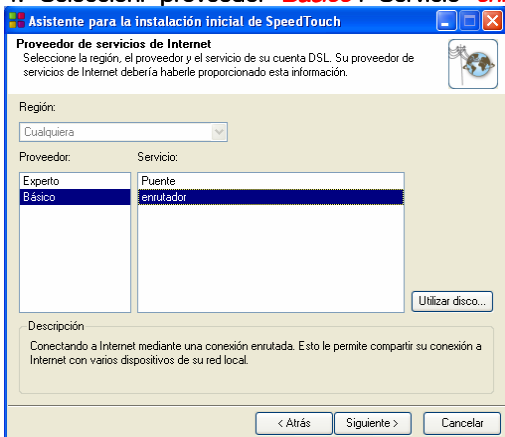 Asistente para la instalación inicial de SpeedTouch
Proveedor de servicios de Internet
Seleccione la región, el proveedor y el servicio de su cuenta DSL. Su proveedor de
servicios de Internet debería haberle proporcionado esta información.
Región:
Cualquiera
Proveedor: Servicio:
Experto Puente
Básico enrutador
Utilizar disco...
Descripción
Conectando a Internet mediante una conexión enrutada. Esto le permite compartir su conexión a
Internet con varios dispositivos de su red local.
< Atrás Siguiente > Cancelar